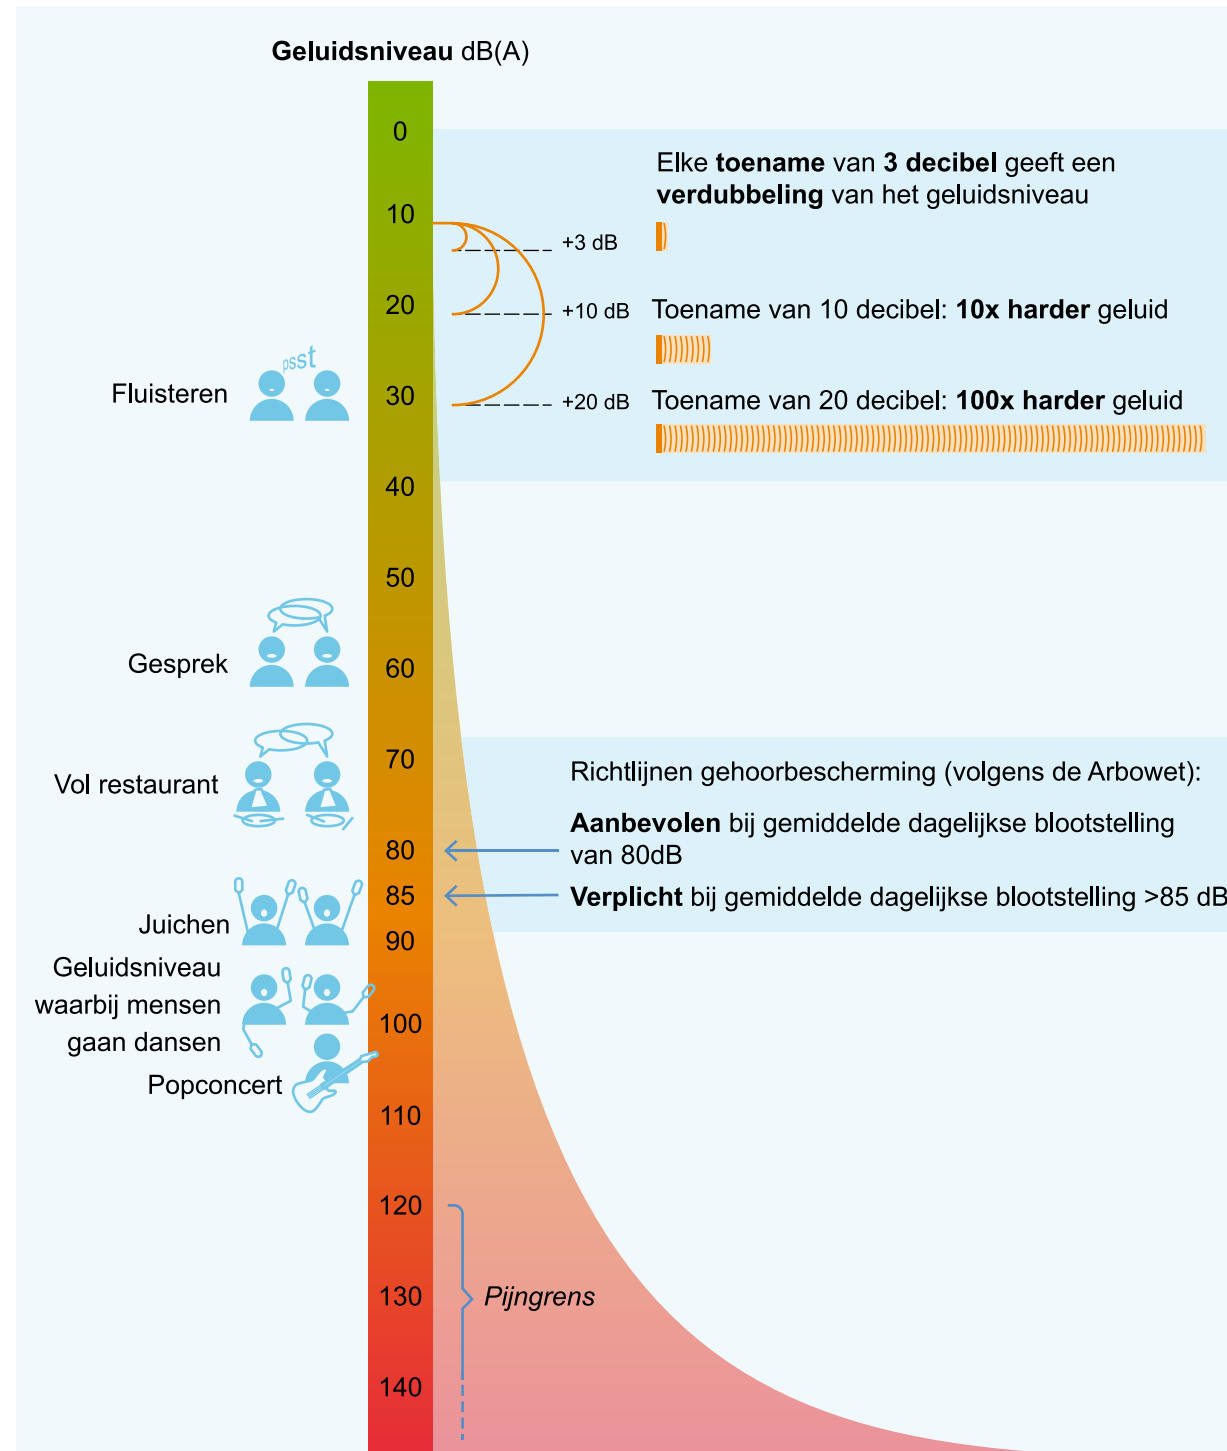 Geluidsniveau dB(A)
0
Elke toename van 3 decibel geeft een
verdubbeling van het geluidsniveau
10
+3 dB
20
+10 dB
Toename van 10 decibel: 10x harder geluid
psst
Fluisteren
30
+20 dB
Toename van 20 decibel: 100x harder geluid
40
50
Gesprek
60
70
Richtlijnen gehoorbescherming (volgens de Arbowet):
Vol restaurant
Aanbevolen bij gemiddelde dagelijkse blootstelling
van 80dB
80
85
Verplicht bij gemiddelde dagelijkse blootstelling >85 dB
Juichen
90
Geluidsniveau
waarbij mensen
gaan dansen
100
Popconcert
110
120
130
Pijngrens
140